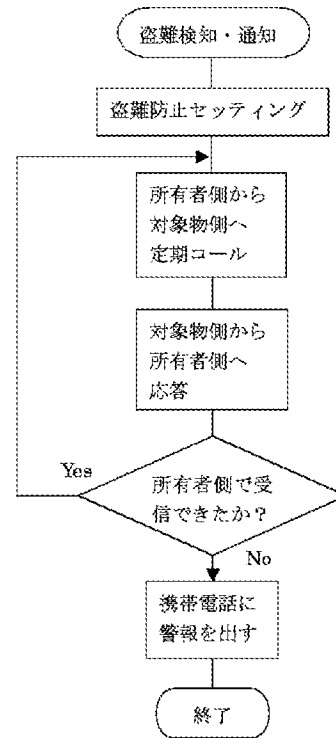 盗難検知・通知
盗難防止セッティング
所有者側から
対象物側へ
定期コール
対象物側から
所有者側へ
応答
Yes
所有者側で受
信できたか？
No
携帯電話に
警報を出す
終了